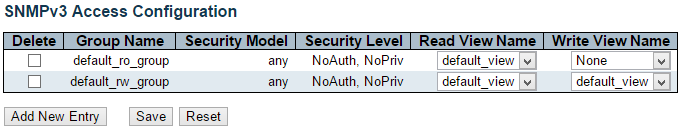 SNMPv3 Access Configuration
Delete Group Name Security Model Security Level Read View Name Write View Name
default_ro_group any NoAuth, NoPriv default_view None
default_rw_group any NoAuth, NoPriv default_view default_view
Add New Entry Save Reset